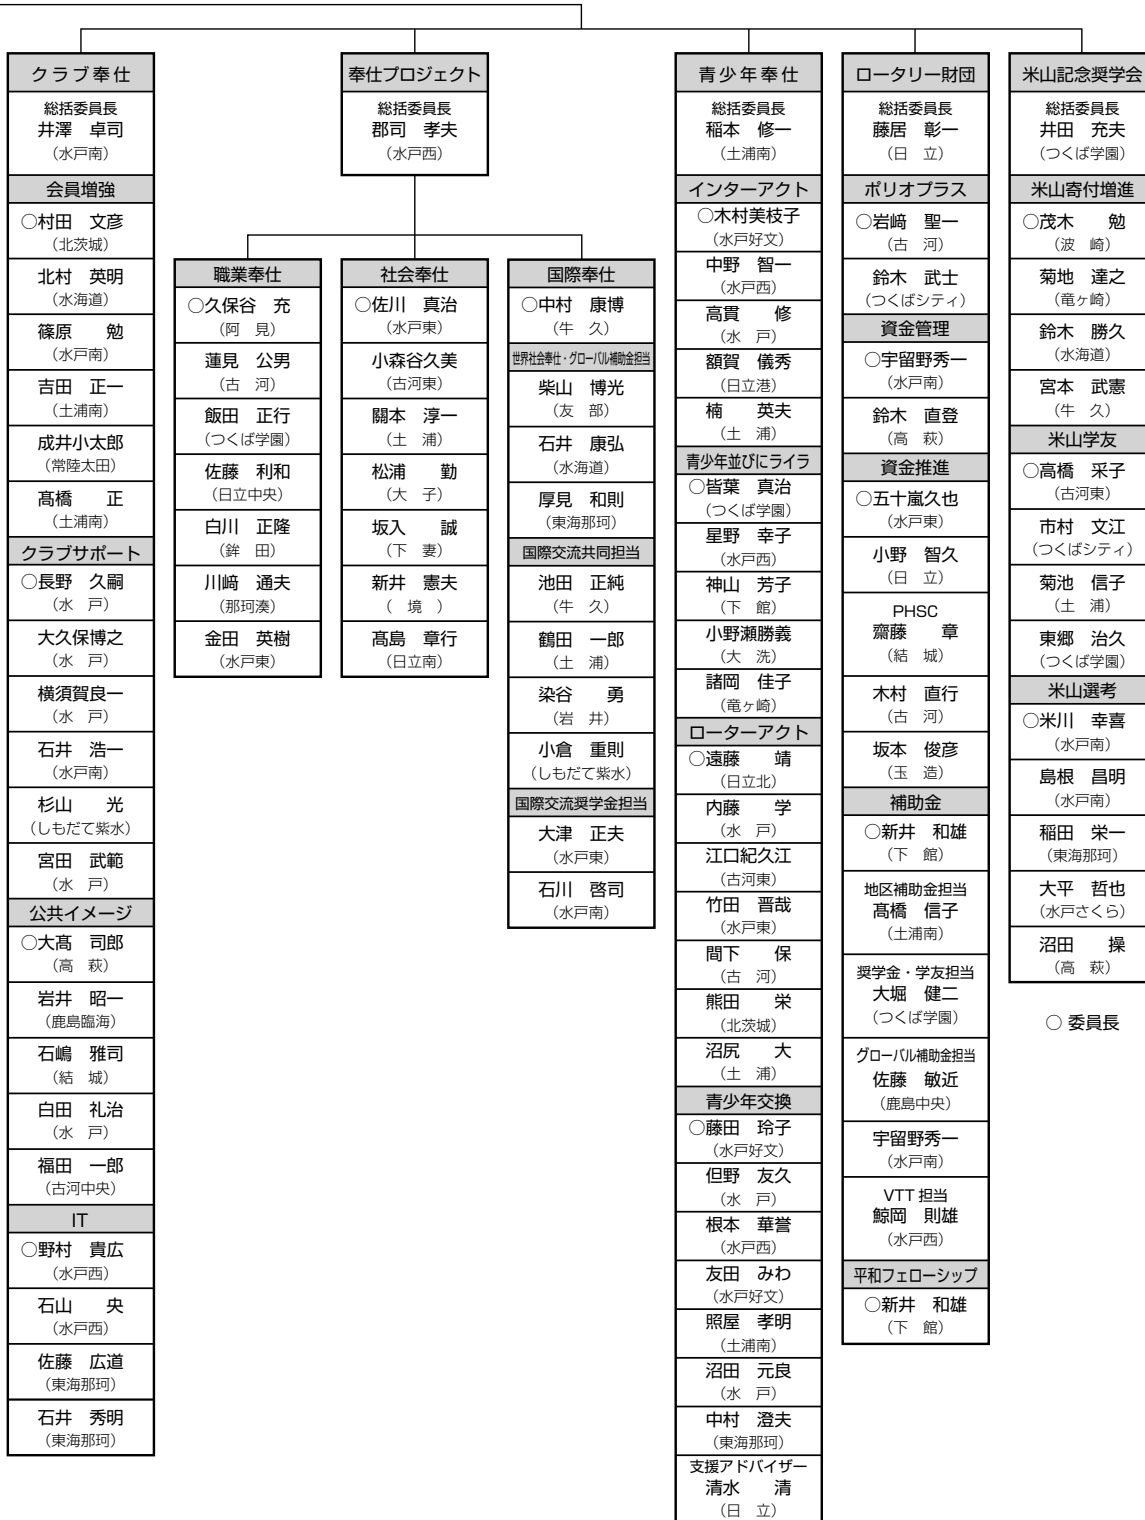 クラブ奉仕
総括委員長
井澤　卓司
（水戸南）
会員増強
○村田　文彦
（北茨城）
北村　英明
（水海道）
篠原　　勉
（水戸南）
吉田　正一
（土浦南）
成井小太郎
（常陸太田）
髙橋　　正
（土浦南）
クラブサポート
○長野　久嗣
（水　戸）
大久保博之
（水　戸）
横須賀良一
（水　戸）
石井　浩一
（水戸南）
杉山　　光
（しもだて紫水）
宮田　武範
（水　戸）
公共イメージ
○大髙　司郎
（高　萩）
岩井　昭一
（鹿島臨海）
石嶋　雅司
（結　城）
白田　礼治
（水　戸）
福田　一郎
（古河中央）
IT
○野村　貴広
（水戸西）
石山　　央
（水戸西）
佐藤　広道
（東海那珂）
石井　秀明
（東海那珂）
奉仕プロジェクト
総括委員長
郡司　孝夫
（水戸西）
職業奉仕
○久保谷　充
（阿　見）
蓮見　公男
（古　河）
飯田　正行
（つくば学園）
佐藤　利和
（日立中央）
白川　正隆
（鉾　田）
川﨑　通夫
（那珂湊）
金田　英樹
（水戸東）
社会奉仕
○佐川　真治
（水戸東）
小森谷久美
（古河東）
關本　淳一
（土　浦）
松浦　　勤
（大　子）
坂入　　誠
（下　妻）
新井　憲夫
（　境　）
髙島　章行
（日立南）
国際奉仕
○中村　康博
（牛　久）
世界社会奉仕・グローバル補助金担当
柴山　博光
（友　部）
石井　康弘
（水海道）
厚見　和則
（東海那珂）
国際交流共同担当
池田　正純
（牛　久）
鶴田　一郎
（土　浦）
染谷　　勇
（岩　井）
小倉　重則
（しもだて紫水）
国際交流奨学金担当
大津　正夫
（水戸東）
石川　啓司
（水戸南）
青少年奉仕
総括委員長
稲本　修一
（土浦南）
インターアクト
○木村美枝子
（水戸好文）
中野　智一
（水戸西）
高貫　　修
（水　戸）
額賀　儀秀
（日立港）
楠　　英夫
（土　浦）
青少年並びにライラ
○皆葉　真治
（つくば学園）
星野　幸子
（水戸西）
神山　芳子
（下　館）
小野瀬勝義
（大　洗）
諸岡　佳子
（竜ヶ崎）
ローターアクト
○遠藤　　靖
（日立北）
内藤　　学
（水　戸）
江口紀久江
（古河東）
竹田　晋哉
（水戸東）
間下　　保
（古　河）
熊田　　栄
（北茨城）
沼尻　　大
（土　浦）
青少年交換
○藤田　玲子
（水戸好文）
但野　友久
（水　戸）
根本　華誉
（水戸西）
友田　みわ
（水戸好文）
照屋　孝明
（土浦南）
沼田　元良
（水　戸）
中村　澄夫
（東海那珂）
支援アドバイザー
清水　　清
（日　立）
ロータリー財団
総括委員長
藤居　彰一
（日　立）
ポリオプラス
○岩﨑　聖一
（古　河）
鈴木　武士
（つくばシティ）
資金管理
○宇留野秀一
（水戸南）
鈴木　直登
（高　萩）
資金推進
○五十嵐久也
（水戸東）
小野　智久
（日　立）
PHSC
齋藤　　章
（結　城）
木村　直行
（古　河）
坂本　俊彦
（玉　造）
補助金
○新井　和雄
（下　館）
地区補助金担当
髙橋　信子
（土浦南）
奨学金・学友担当
大堀　健二
（つくば学園）
グローバル補助金担当
佐藤　敏近
（鹿島中央）
宇留野秀一
（水戸南）
VTT 担当
鯨岡　則雄
（水戸西）
平和フェローシップ
○新井　和雄
（下　館）
米山記念奨学会
総括委員長
井田　充夫
（つくば学園）
米山寄付増進
○茂木　　勉
（波　崎）
菊地　達之
（竜ヶ崎）
鈴木　勝久
（水海道）
宮本　武憲
（牛　久）
米山学友
○高橋　采子
（古河東）
市村　文江
（つくばシティ）
菊池　信子
（土　浦）
東郷　治久
（つくば学園）
米山選考
○米川　幸喜
（水戸南）
島根　昌明
（水戸南）
稲田　栄一
（東海那珂）
大平　哲也
（水戸さくら）
沼田　　操
（高　萩）
○ 委員長